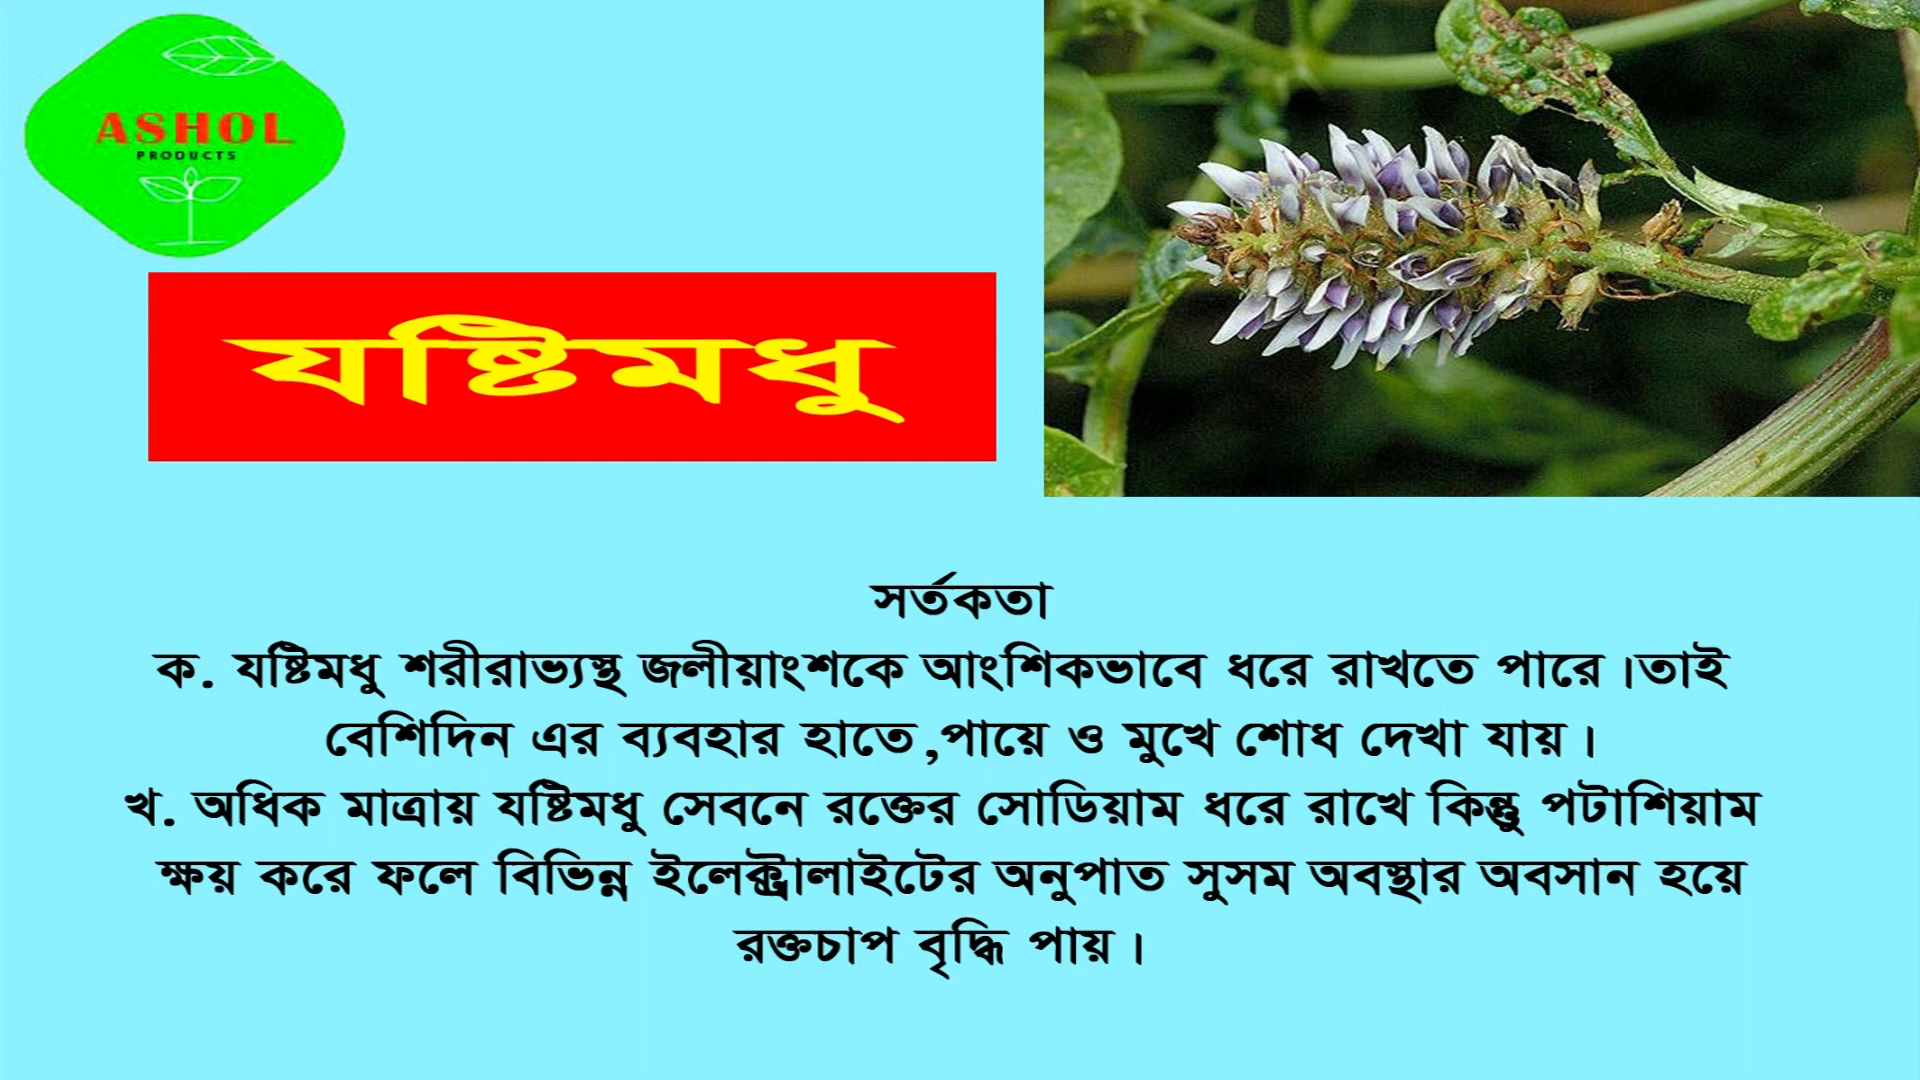 ASHOL
PRODUCTS
যষ্টিমধু
সর্তকতা
ক. যষ্টিমধু শরীরাভ্যস্থ জলীয়াংশকে আংশিকভাবে ধরে রাখতে পারে।তাই
বেশিদিন এর ব্যবহার হাতে,পায়ে ও মুখে শোধ দেখা যায়।
খ. অধিক মাত্রায় যষ্টিমধু সেবনে রক্তের সোডিয়াম ধরে রাখে কিন্তু পটাশিয়াম
ক্ষয় করে ফলে বিভিন্ন ইলেক্ট্রালাইটের অনুপাত সুসম অবস্থার অবসান হয়ে
রক্তচাপ বৃদ্ধি পায়।